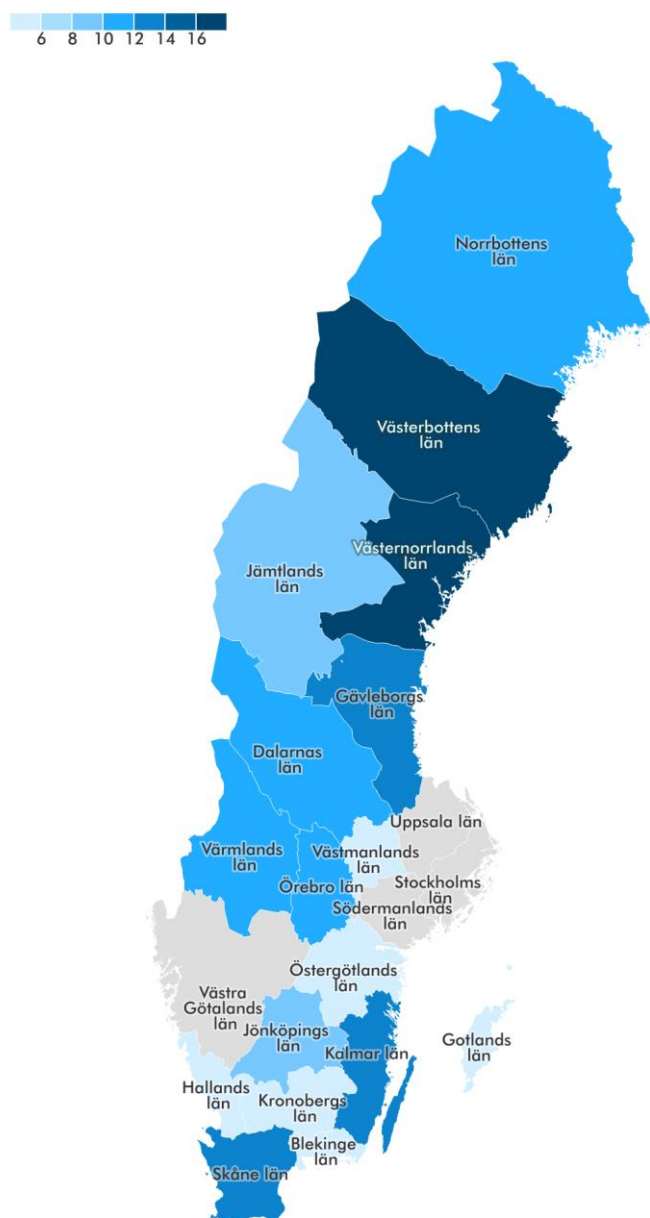 6 8 10 12 14 16
Norrbottens
län
Västerbottens
län
Västernorrlands
län
Jämtlands
län
Gävleborgs
län
Dalarnas
län
Uppsala län
Värmlands
län
Västmanlands
län
Örebro län
Stockholms
län
Södermanlands
län
Östergötlands
län
Västra
Götalands
län
Jönköpings
län
Kalmar län
Gotlands
län
Hallands
län
Kronobergs
län
Blekinge
län
Skåne län